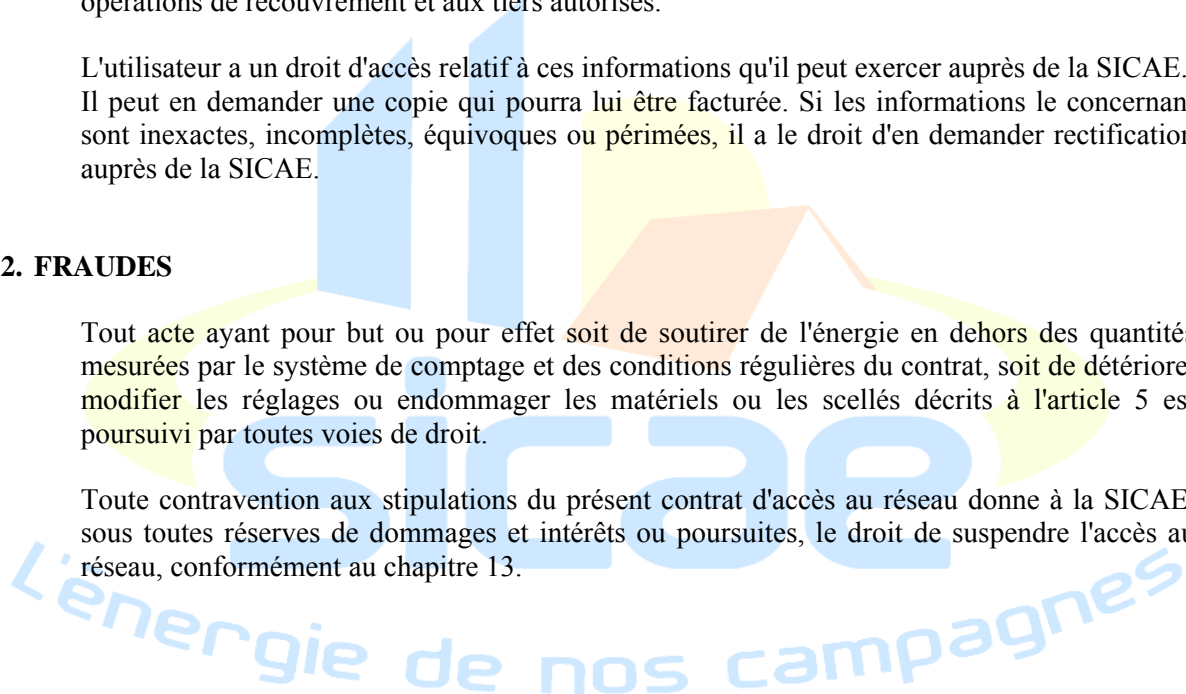 opérations de recouvrement et aux tiers autorisés.
L'utilisateur a un droit d'accès relatif à ces informations qu'il peut exercer auprès de la SICAE.
Il peut en demander une copie qui pourra lui être facturée. Si les informations le concernan
sont inexactes, incomplètes, équivoques ou périmées, il a le droit d'en demander rectification
auprès de la SICAE.
2. FRAUDES
Tout acte ayant pour but ou pour effet soit de soutirer de l'énergie en dehors des quantités
mesurées par le système de comptage et des conditions régulières du contrat, soit de détériore
modifier les réglages ou endommager les matériels ou les scellés décrits à l'article 5 es
poursuivi par toutes voies de droit.
sicae
Toute contravention aux stipulations du présent contrat d'accès au réseau donne à la SICAE
sous toutes réserves de dommages et intérêts ou poursuites, le droit de suspendre l'accès au
réseau, conformément au chapitre 13.
L'énergie de nos campagnes